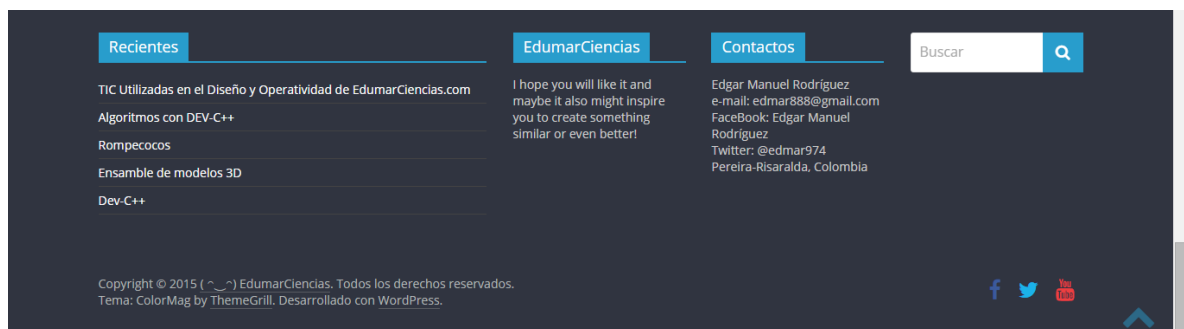 Recientes
TIC Utilizadas en el Diseño y Operatividad de EdumarCiencias.com
Algoritmos con DEV-C++
Rompecocos
Ensamble de modelos 3D
Dev-C++
EdumarCiencias
I hope you will like it and
maybe it also might inspire
you to create something
similar or even better!
Contactos
Edgar Manuel Rodríguez
e-mail: edmar888@gmail.com
FaceBook: Edgar Manuel
Rodríguez
Twitter: @edmar974
Pereira-Risaralda, Colombia
Buscar
Copyright © 2015 ( ◠‿◠) EdumarCiencias. Todos los derechos reservados.
Tema: ColorMag by ThemeGrill. Desarrollado con WordPress.
You
Tube